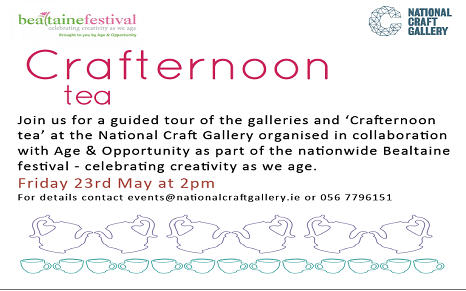 bealtainefestival
celebrating creativity as we age
Brought to you by Age & Opportunity
NATIONAL
CRAFT
GALLERY
Crafternoon
tea
Join us for a guided tour of the galleries and ‘Crafternoon
tea’ at the National Craft Gallery organised in collaboration
with Age & Opportunity as part of the nationwide Bealtaine
festival - celebrating creativity as we age.
Friday 23rd May at 2pm
For details contact events@nationalcraftgallery.ie or 056 7796151